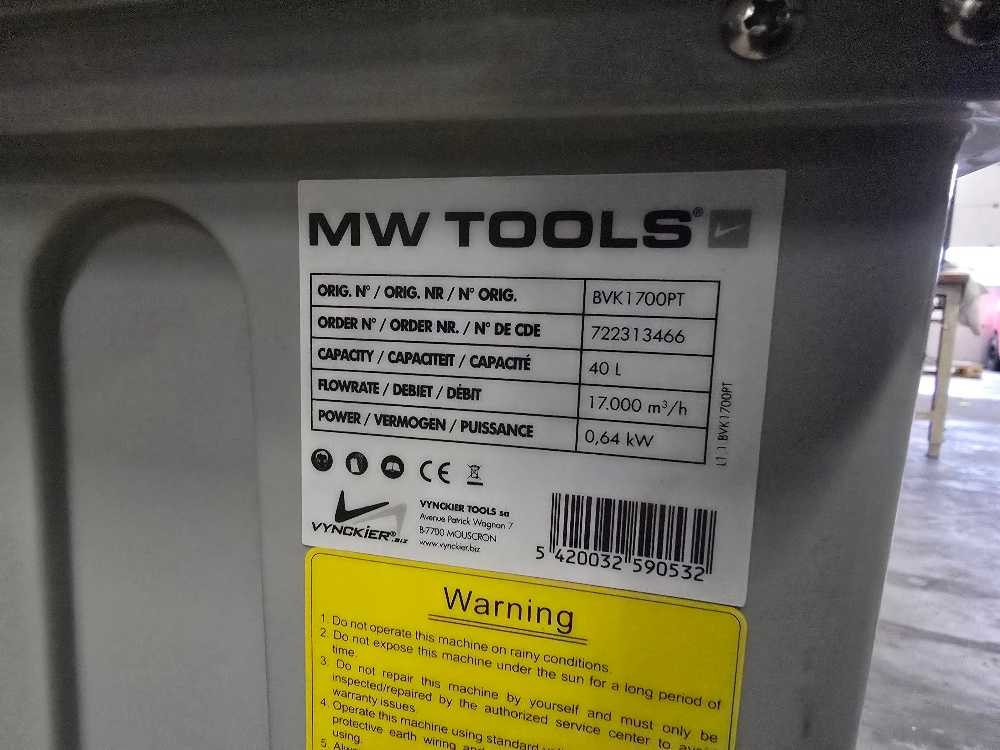 MW TOOLS®
ORIG. N° / ORIG. NR / N° ORIG. BVK1700PT
ORDER N° / ORDER NR. / N° DE CDE 722313466
CAPACITY / CAPACITEIT / CAPACITÉ 40 L
FLOWRATE / DEBIET / DÉBIT 17.000 m³/h
POWER / VERMOGEN / PUISSANCE 0,64 kW
L1.1 BVK1700PT
CE
VYNCKIER®.BIZ
VYNCKIER TOOLS sa
Avenue Patrick Wagnon 7
B-7700 MOUSCRON
www.vynckier.biz
5 420032 590532
Warning
1. Do not operate this machine on rainy conditions.
2. Do not expose this machine under the sun for a long period of
time.
3. Do not repair this machine by yourself and must only be
inspected/repaired by the authorized service center to
warranty issues.
4. Operate this machine using standard
protective earth wiring and
using.
5.